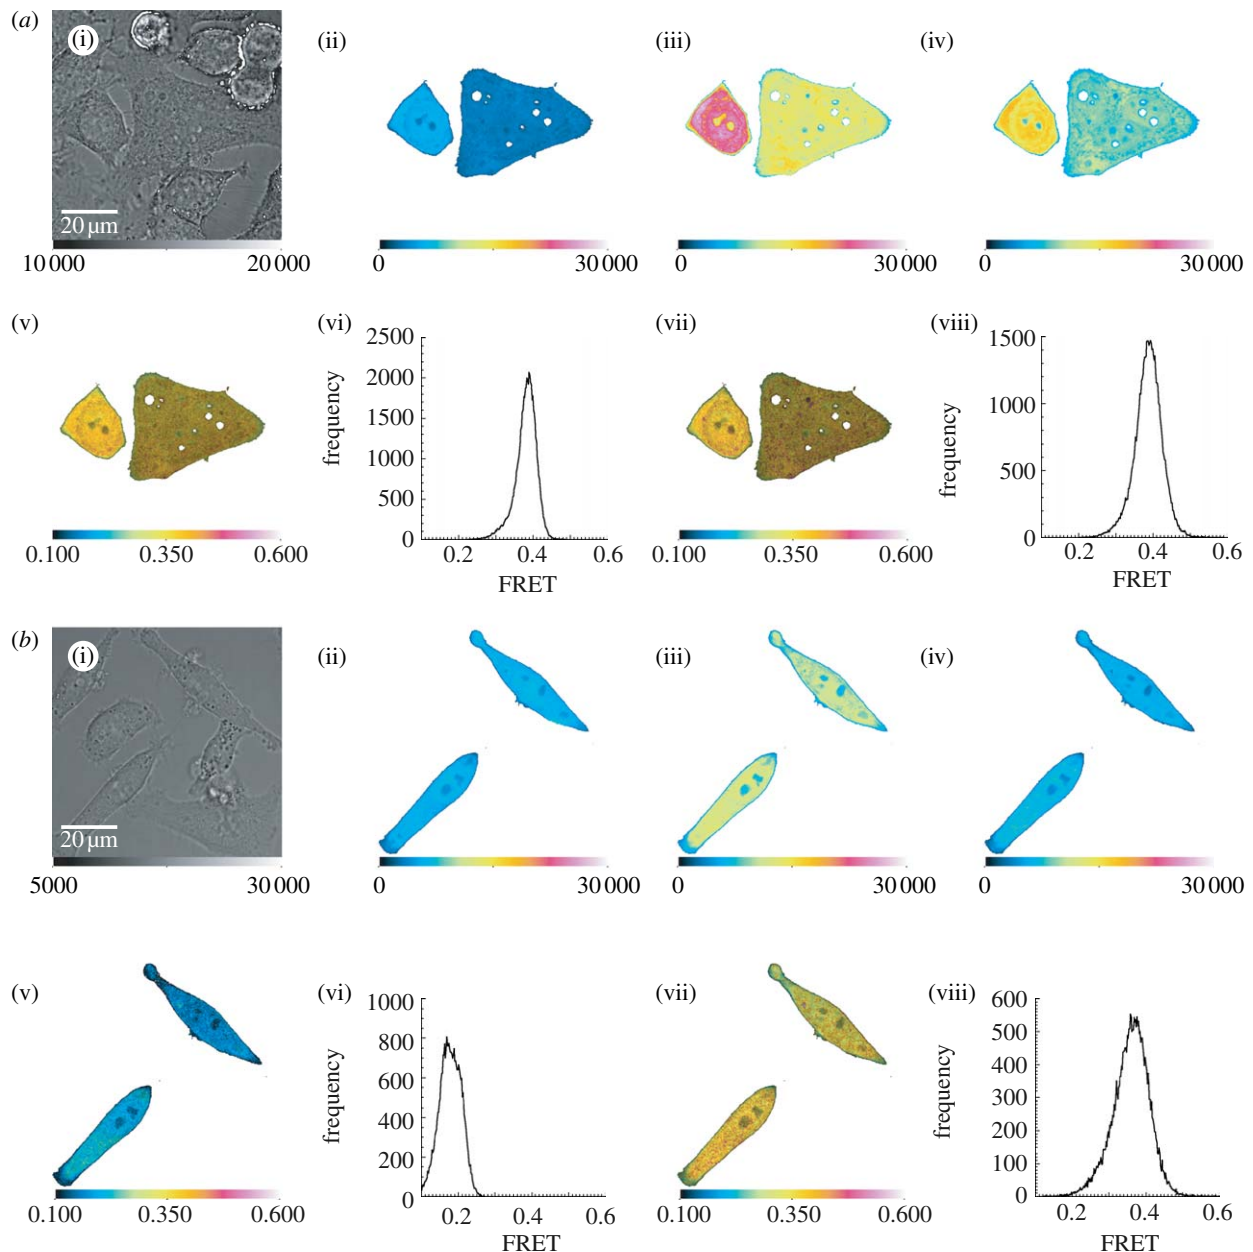 (a) (i) (ii) (iii) (iv)
20 µm
10 000 20 000 0 30 000 0 30 000 0 30 000
(v) (vi) (vii) (viii)
2500
2000
1500
1000
500
0
frequency
0.2 0.4 0.6
FRET
1500
1000
500
0
frequency
0.2 0.4 0.6
FRET
0.100 0.350 0.600
0.100 0.350 0.600
(b) (i) (ii) (iii) (iv)
20 µm
5000 30 000 0 30 000 0 30 000 0 30 000
(v) (vi) (vii) (viii)
1000
800
600
400
200
0
frequency
0.2 0.4 0.6
FRET
600
500
400
300
200
100
0
frequency
0.2 0.4 0.6
FRET
0.100 0.350 0.600
0.100 0.350 0.600